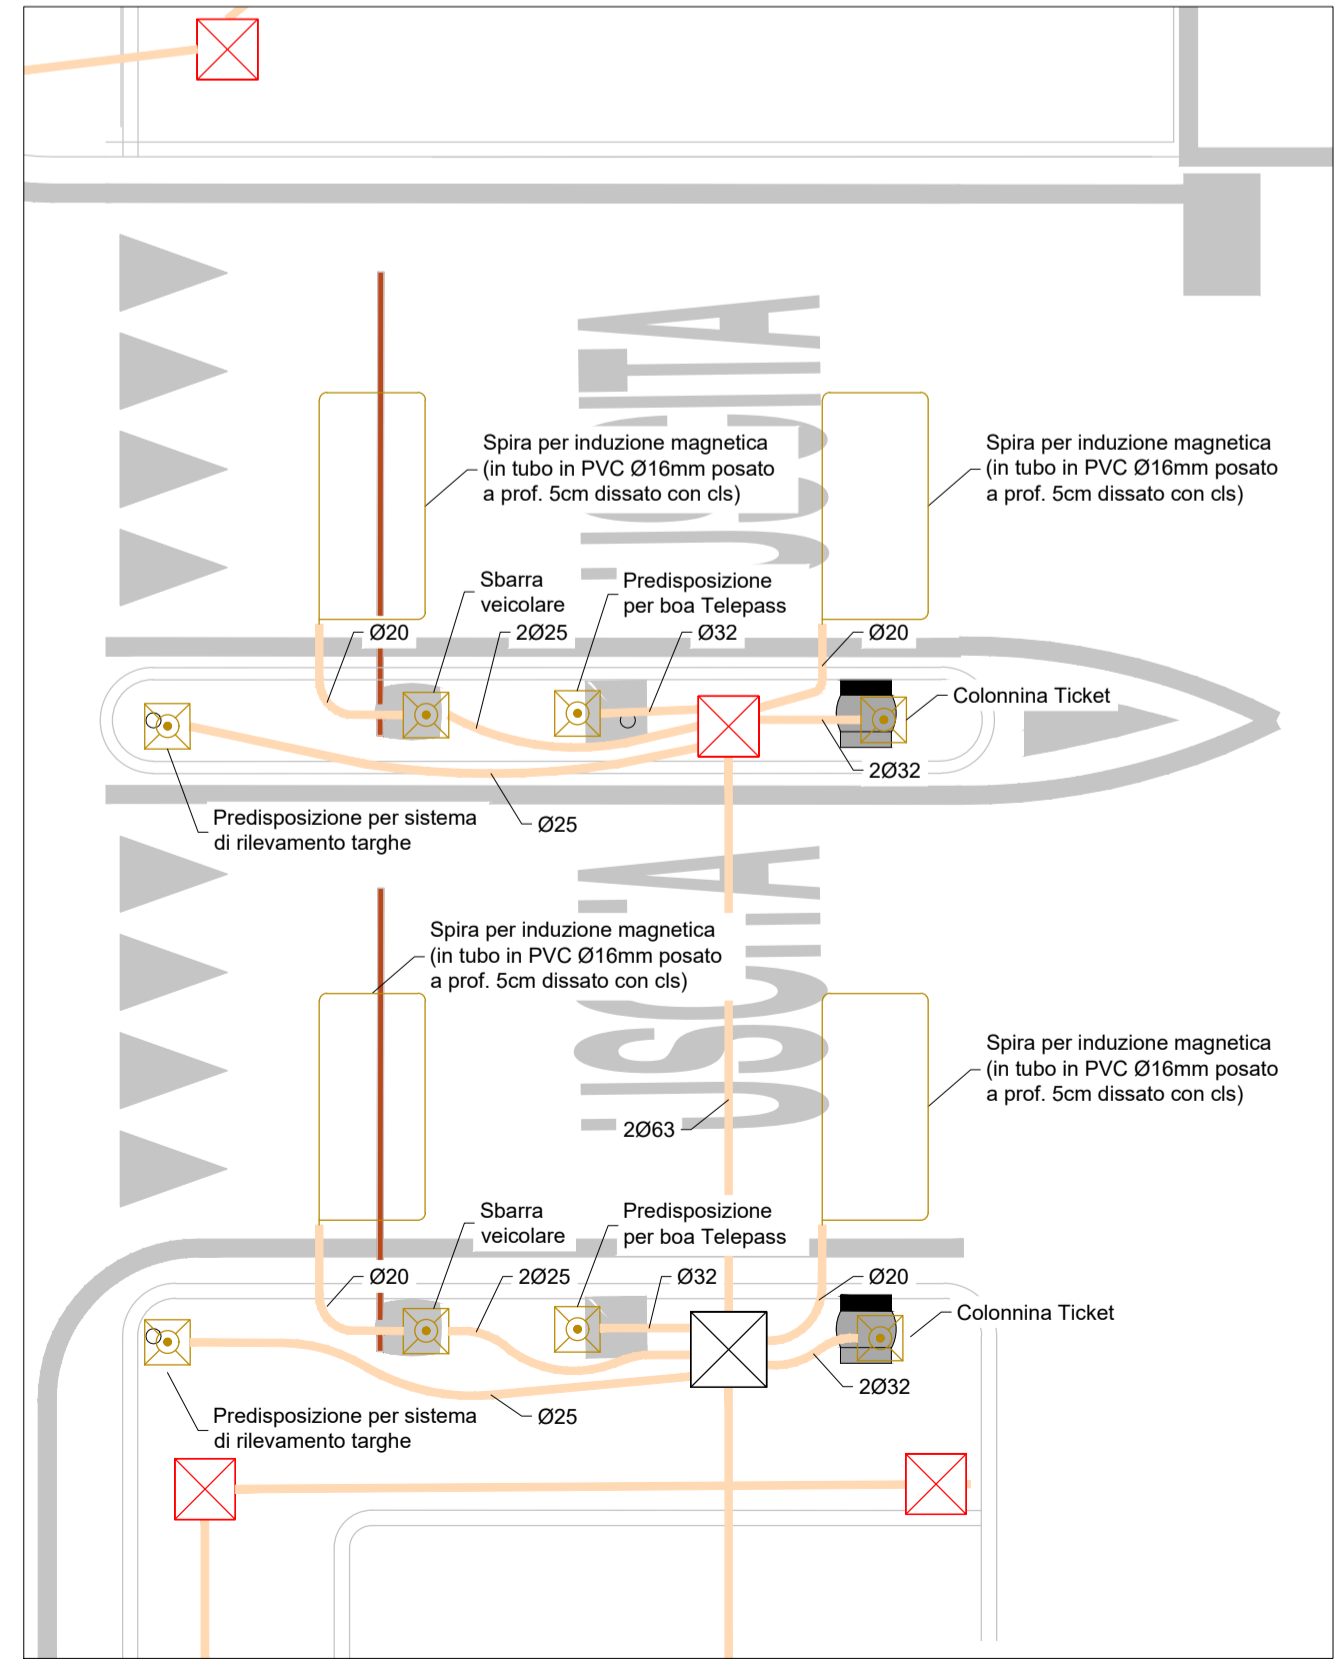 USCITA
Spira per induzione magnetica
(in tubo in PVC Ø16mm posato
a prof. 5cm dissato con cls)
Spira per induzione magnetica
(in tubo in PVC Ø16mm posato
a prof. 5cm dissato con cls)
Sbarra
veicolare
Predisposizione
per boa Telepass
Ø20
2Ø25
Ø32
Ø20
Colonnina Ticket
2Ø32
Predisposizione per sistema
di rilevamento targhe
Ø25
USCITA
Spira per induzione magnetica
(in tubo in PVC Ø16mm posato
a prof. 5cm dissato con cls)
Spira per induzione magnetica
(in tubo in PVC Ø16mm posato
a prof. 5cm dissato con cls)
2Ø63
Sbarra
veicolare
Predisposizione
per boa Telepass
Ø20
2Ø25
Ø32
Ø20
Colonnina Ticket
2Ø32
Predisposizione per sistema
di rilevamento targhe
Ø25